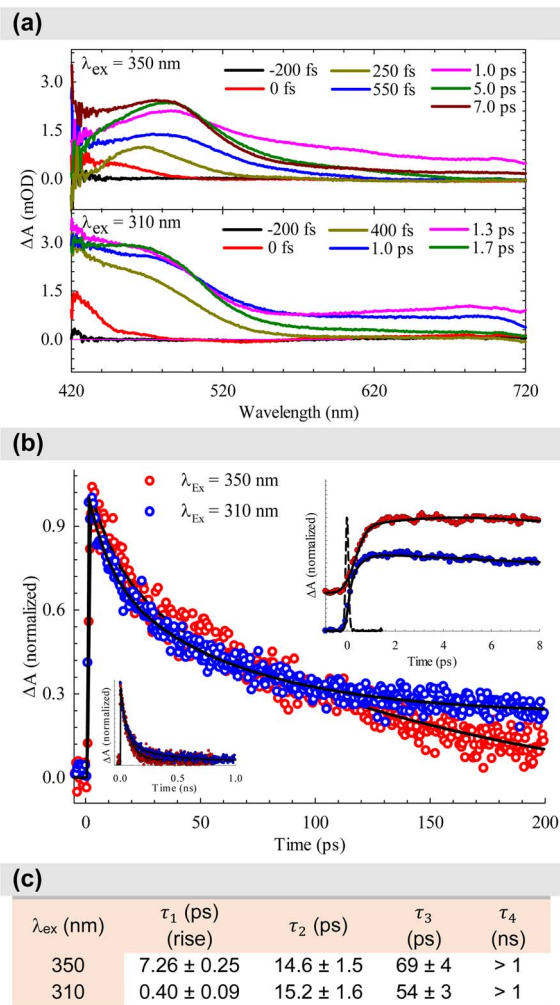 (a)
λex = 350 nm
-200 fs 250 fs 1.0 ps
0 fs 550 fs 5.0 ps
7.0 ps
3.0
1.5
0.0
ΔA (mOD)
λex = 310 nm
-200 fs 400 fs 1.3 ps
0 fs 1.0 ps 1.7 ps
3.0
1.5
0.0
420 520 620 720
Wavelength (nm)
(b)
λEx = 350 nm
λEx = 310 nm
0.9
0.6
0.3
0.0
ΔA (normalized)
ΔA (normalized)
0 2 4 6 8
Time (ps)
ΔA (normalized)
0.0 0.5 1.0
Time (ns)
0 50 100 150 200
Time (ps)
(c)
λex (nm) τ1 (ps) (rise) τ2 (ps) τ3 (ps) τ4 (ns)
350 7.26 ± 0.25 14.6 ± 1.5 69 ± 4 > 1
310 0.40 ± 0.09 15.2 ± 1.6 54 ± 3 > 1